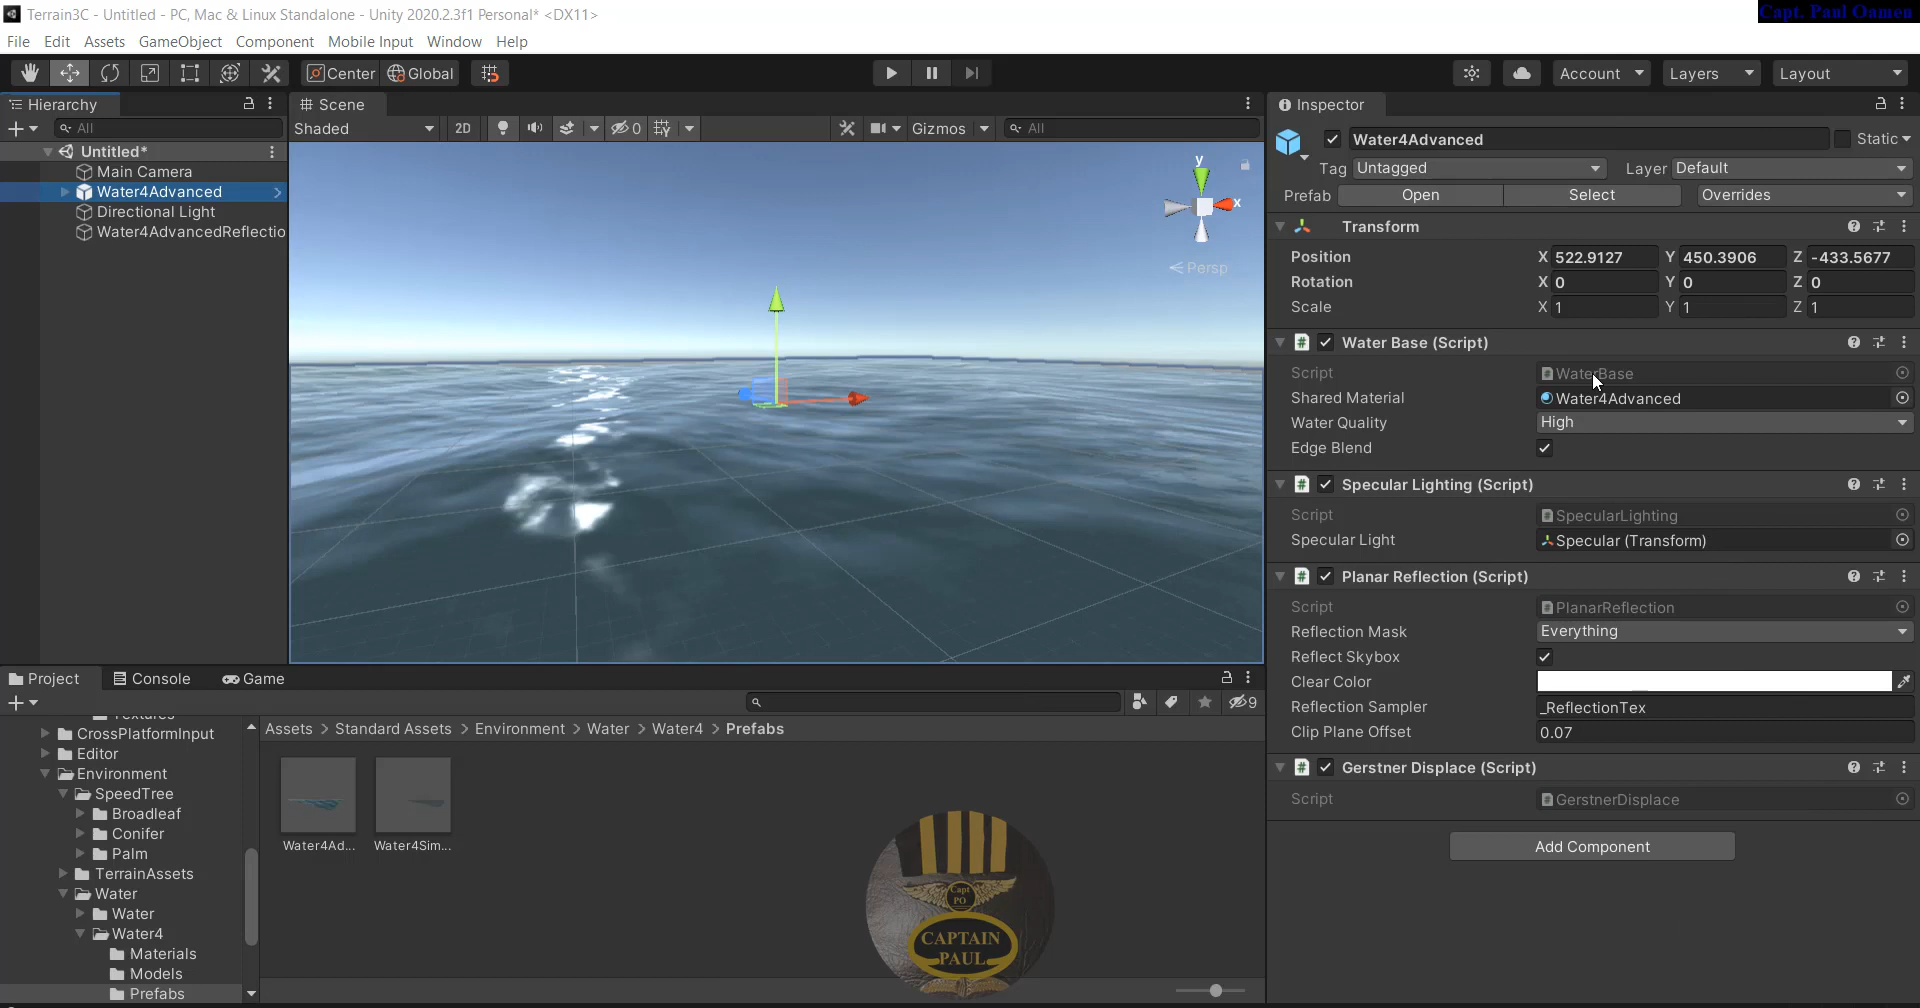 Terrain3C - Untitled - PC, Mac & Linux Standalone - Unity 2020.2.3f1 Personal* <DX11>
Capt. Paul Oamen
File Edit Assets GameObject Component Mobile Input Window Help
Center Global Account Layers Layout
Hierarchy
All
Untitled*
Main Camera
Water4Advanced
Directional Light
Water4AdvancedReflectio
Scene
Shaded 2D 0 Gizmos All
y
x
Persp
Inspector
Water4Advanced Static
Tag Untagged Layer Default
Prefab Open Select Overrides
Transform
Position X 522.9127 Y 450.3906 Z -433.5677
Rotation X 0 Y 0 Z 0
Scale X 1 Y 1 Z 1
# Water Base (Script)
Script WaterBase
Shared Material Water4Advanced
Water Quality High
Edge Blend
# Specular Lighting (Script)
Script SpecularLighting
Specular Light Specular (Transform)
# Planar Reflection (Script)
Script PlanarReflection
Reflection Mask Everything
Reflect Skybox
Clear Color
Reflection Sampler _ReflectionTex
Clip Plane Offset 0.07
# Gerstner Displace (Script)
Script GerstnerDisplace
Add Component
Project Console Game
9
Textures
CrossPlatformInput
Editor
Environment
SpeedTree
Broadleaf
Conifer
Palm
TerrainAssets
Water
Water
Water4
Materials
Models
Prefabs
Assets > Standard Assets > Environment > Water > Water4 > Prefabs
Water4Ad... Water4Sim...
Capt
PO
CAPTAIN
PAUL